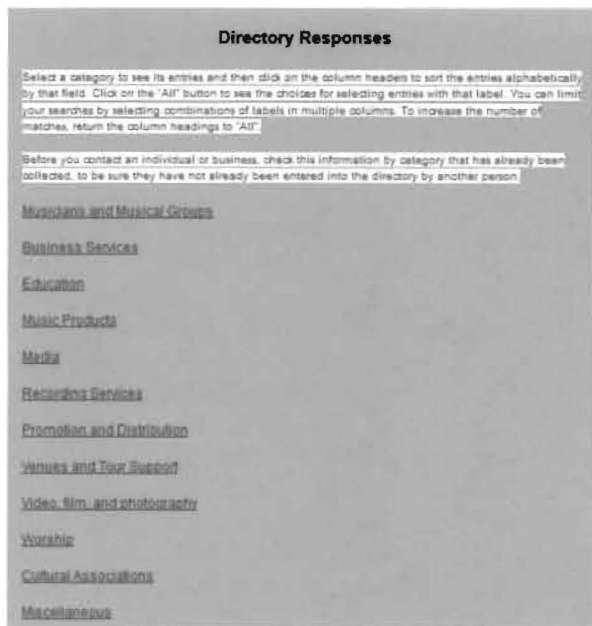 Directory Responses
Select a category to see its entries and then click on the column headers to sort the entries alphabetically
by that field. Click on the "All" button to see the choices for selecting entries with that label. You can limit
your searches by selecting combinations of labels in multiple columns. To increase the number of
matches, return the column headings to "All".
Before you contact an individual or business, check this information by category that has already been
collected, to be sure they have not already been entered into the directory by another person.
Musicians and Musical Groups
Business Services
Education
Music Products
Media
Recording Services
Promotion and Distribution
Venues and Tour Support
Video, film, and photography
Worship
Cultural Associations
Miscellaneous